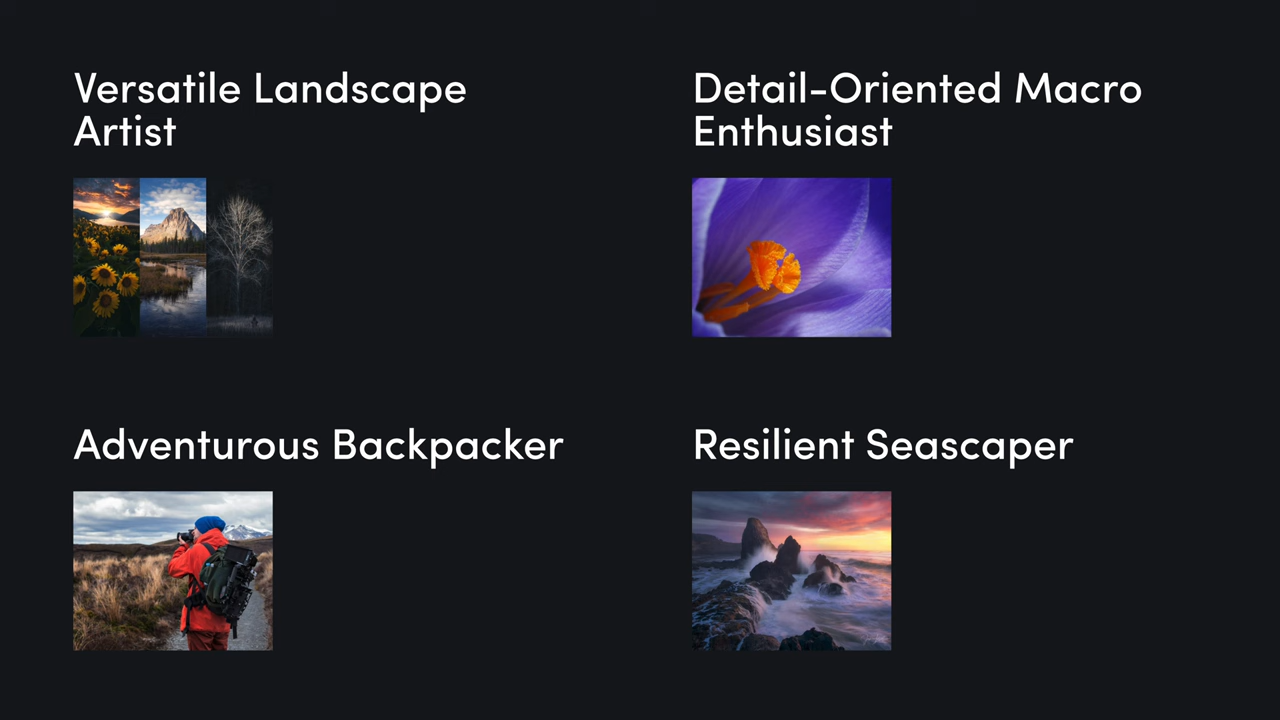 Versatile Landscape
Artist
Detail-Oriented Macro
Enthusiast
Adventurous Backpacker
Resilient Seascaper